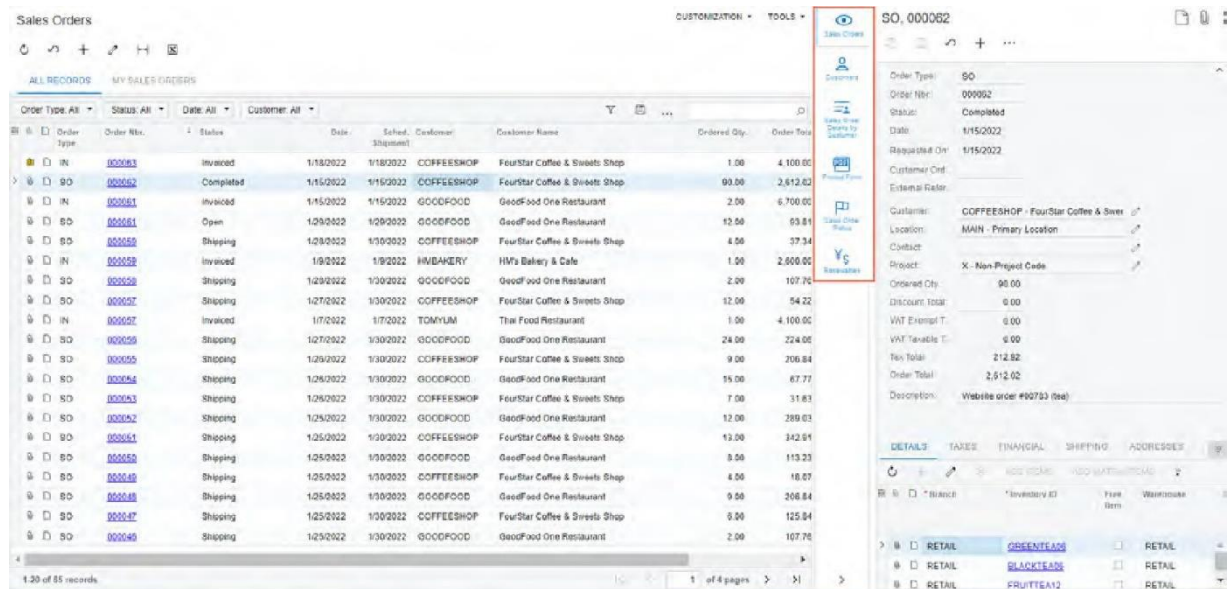 Sales Orders
CUSTOMIZATION TOOLS
ALL RECORDS MY SALES ORDERS
Order Type: All Status: All Date: All Customer: All
Order Type Order Nbr. Status Date Sched. Shipment Customer Customer Name Ordered Qty. Order Tota
IN 000063 Invoiced 1/18/2022 1/18/2022 COFFEESHOP FourStar Coffee & Sweets Shop 1.00 4,100.00
SO 000062 Completed 1/15/2022 1/15/2022 COFFEESHOP FourStar Coffee & Sweets Shop 90.00 2,612.02
IN 000061 Invoiced 1/15/2022 1/15/2022 GOODFOOD GoodFood One Restaurant 2.00 6,700.00
SO 000061 Open 1/29/2022 1/29/2022 GOODFOOD GoodFood One Restaurant 12.00 93.81
SO 000059 Shipping 1/28/2022 1/30/2022 COFFEESHOP FourStar Coffee & Sweets Shop 4.00 37.34
IN 000059 Invoiced 1/9/2022 1/9/2022 HMBAKERY HM's Bakery & Cafe 1.00 2,600.00
SO 000058 Shipping 1/28/2022 1/30/2022 GOODFOOD GoodFood One Restaurant 2.00 107.76
SO 000057 Shipping 1/27/2022 1/30/2022 COFFEESHOP FourStar Coffee & Sweets Shop 12.00 54.22
IN 000057 Invoiced 1/7/2022 1/7/2022 TOMYUM Thai Food Restaurant 1.00 4,100.00
SO 000056 Shipping 1/27/2022 1/30/2022 GOODFOOD GoodFood One Restaurant 24.00
SO 000055 Shipping 1/26/2022 1/30/2022 COFFEESHOP FourStar Coffee & Sweets Shop 9.00 206.84
SO 000054 Shipping 1/26/2022 1/30/2022 GOODFOOD GoodFood One Restaurant 15.00 67.77
SO 000053 Shipping 1/26/2022 1/30/2022 COFFEESHOP FourStar Coffee & Sweets Shop 7.00 31.63
SO 000052 Shipping 1/25/2022 1/30/2022 GOODFOOD GoodFood One Restaurant 12.00 289.03
SO 000051 Shipping 1/25/2022 1/30/2022 COFFEESHOP FourStar Coffee & Sweets Shop 13.00 342.91
SO 000050 Shipping 1/25/2022 1/30/2022 GOODFOOD GoodFood One Restaurant 113.23
SO 000049 Shipping 1/25/2022 1/30/2022 COFFEESHOP FourStar Coffee & Sweets Shop 4.00 18.07
SO 000048 Shipping 1/25/2022 1/30/2022 GOODFOOD GoodFood One Restaurant 9.00 206.84
SO 000047 Shipping 1/25/2022 1/30/2022 COFFEESHOP FourStar Coffee & Sweets Shop 125.84
SO 000046 Shipping 1/25/2022 1/30/2022 GOODFOOD GoodFood One Restaurant 2.00 107.76
1 of 4 pages
Sales Orders
Customers
Sales Order Details by Customer
Printed Form
Sales Order Status
Currencies
SO, 000062
Order Type: SO
Order Nbr.: 000062
Status: Completed
Date: 1/15/2022
Requested On: 1/15/2022
Customer Ord.
External Refer.
Customer: COFFEESHOP - FourStar Coffee & Swee
Location: MAIN - Primary Location
Contact:
Project: X - Non-Project Code.
Ordered Qty.: 90.00
Discount Total: 0.00
VAT Exempt T.. 0.00
VAT Taxable T.. 0.00
Tax Total: 212.82
Order Total: 2,612.02
Description: Website order (tea)
DETAILS TAXES FINANCIAL SHIPPING ADDRESSES
ADD ITEMS
*Branch *Inventory ID Free Item Warehouse
RETAIL GREENTEA06 RETAIL
RETAIL BLACKTEA06 RETAIL
RETAIL FRUITTEA12 RETAIL